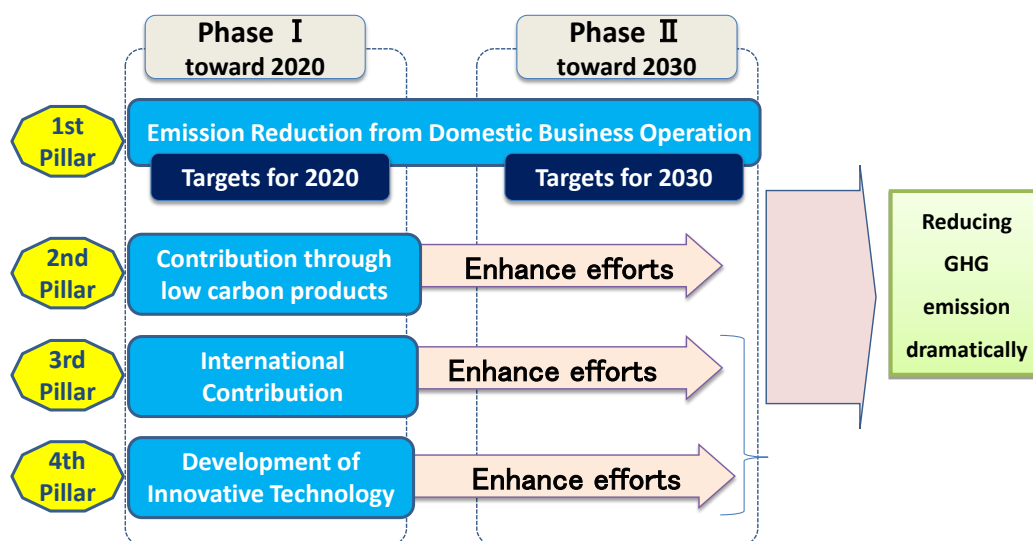 Phase Ⅰ
toward 2020
Phase Ⅱ
toward 2030
1st
Pillar
Emission Reduction from Domestic Business Operation
Targets for 2020
Targets for 2030
2nd
Pillar
Contribution through
low carbon products
Enhance efforts
3rd
Pillar
International
Contribution
Enhance efforts
4th
Pillar
Development of
Innovative Technology
Enhance efforts
Reducing
GHG
emission
dramatically